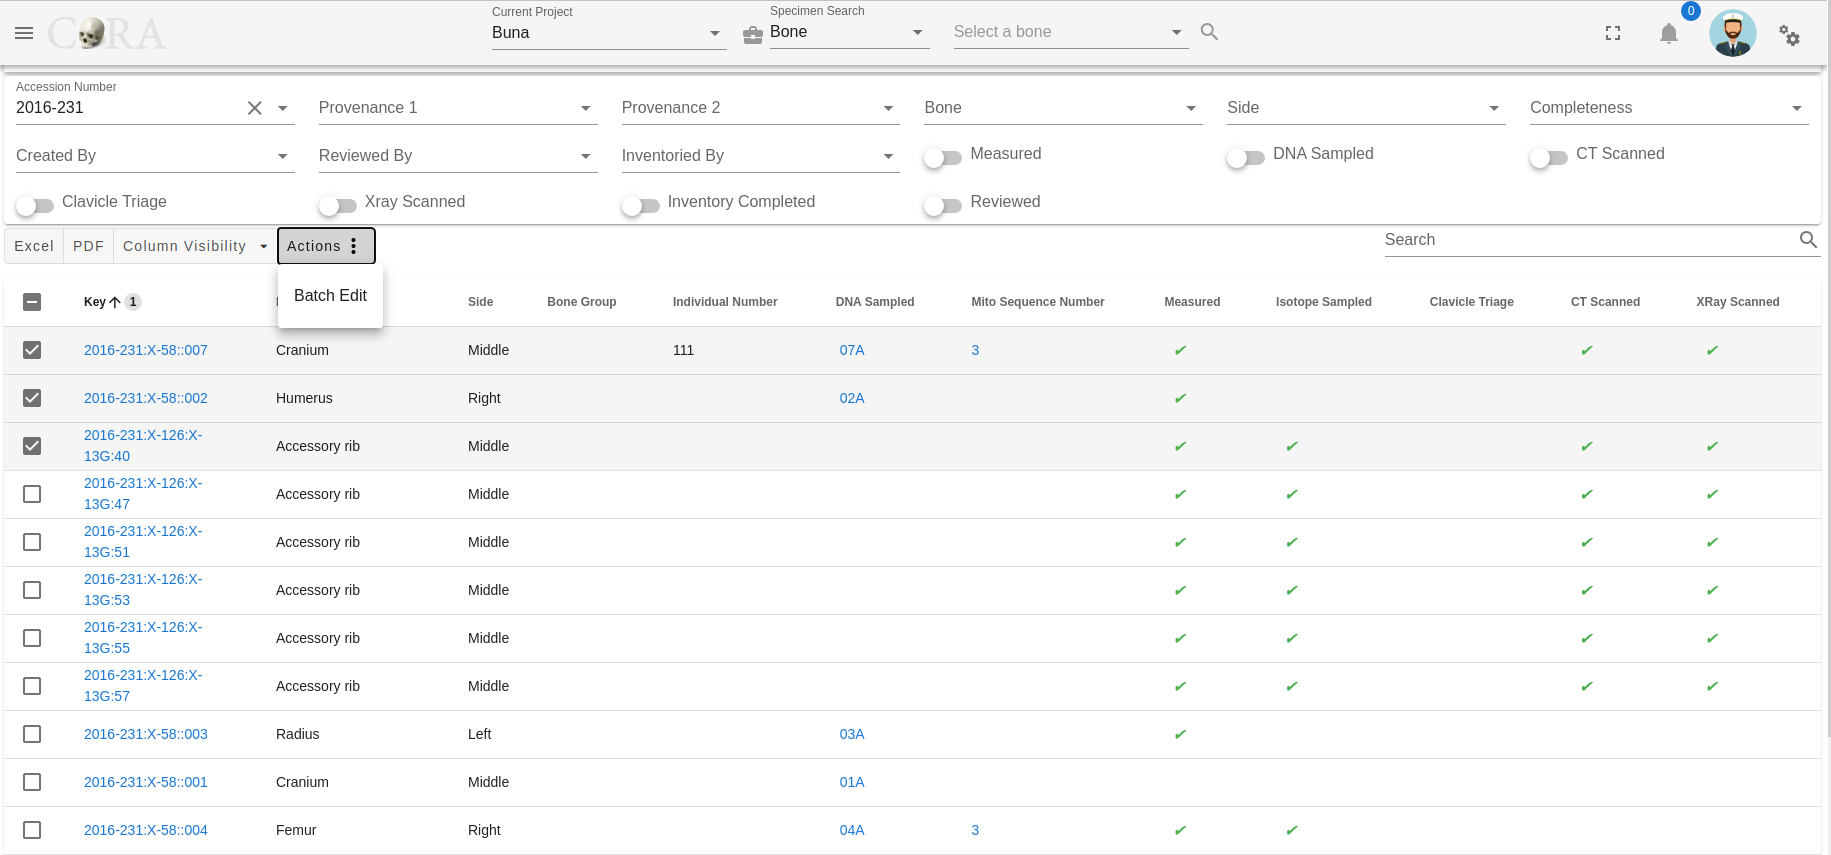 CORA
Current Project
Buna
Specimen Search
Bone
Select a bone
0
Accession Number
2016-231
Provenance 1
Provenance 2
Bone
Side
Completeness
Created By
Reviewed By
Inventoried By
Measured
DNA Sampled
CT Scanned
Clavicle Triage
Xray Scanned
Inventory Completed
Reviewed
Excel PDF Column Visibility Actions
Search
Batch Edit
Key 1 Side Bone Group Individual Number DNA Sampled Mito Sequence Number Measured Isotope Sampled Clavicle Triage CT Scanned XRay Scanned
2016-231:X-58::007 Cranium Middle 111 07A 3 ✔ ✔ ✔
2016-231:X-58::002 Humerus Right 02A ✔
2016-231:X-126:X-
13G:40 Accessory rib Middle ✔ ✔ ✔ ✔
2016-231:X-126:X-
13G:47 Accessory rib Middle ✔ ✔ ✔ ✔
2016-231:X-126:X-
13G:51 Accessory rib Middle ✔ ✔ ✔ ✔
2016-231:X-126:X-
13G:53 Accessory rib Middle ✔ ✔ ✔ ✔
2016-231:X-126:X-
13G:55 Accessory rib Middle ✔ ✔ ✔ ✔
2016-231:X-126:X-
13G:57 Accessory rib Middle ✔ ✔ ✔ ✔
2016-231:X-58::003 Radius Left 03A ✔
2016-231:X-58::001 Cranium Middle 01A
2016-231:X-58::004 Femur Right 04A 3 ✔ ✔